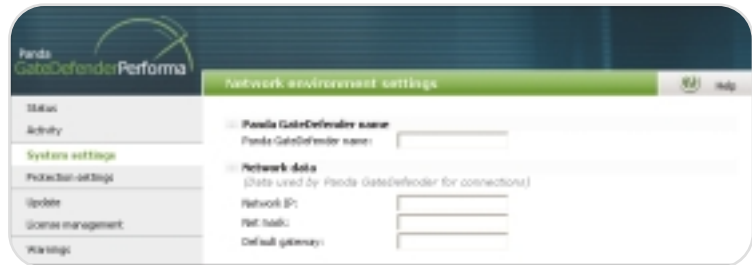 Panda
GateDefenderPerforma
Network environment settings
Help
Status
Activity
System settings
Protection settings
Update
License management
Warnings
Panda GateDefender name
Panda GateDefender name:
Network data
(Data used by Panda GateDefender for connections)
Network IP:
Net mask:
Default gateway: